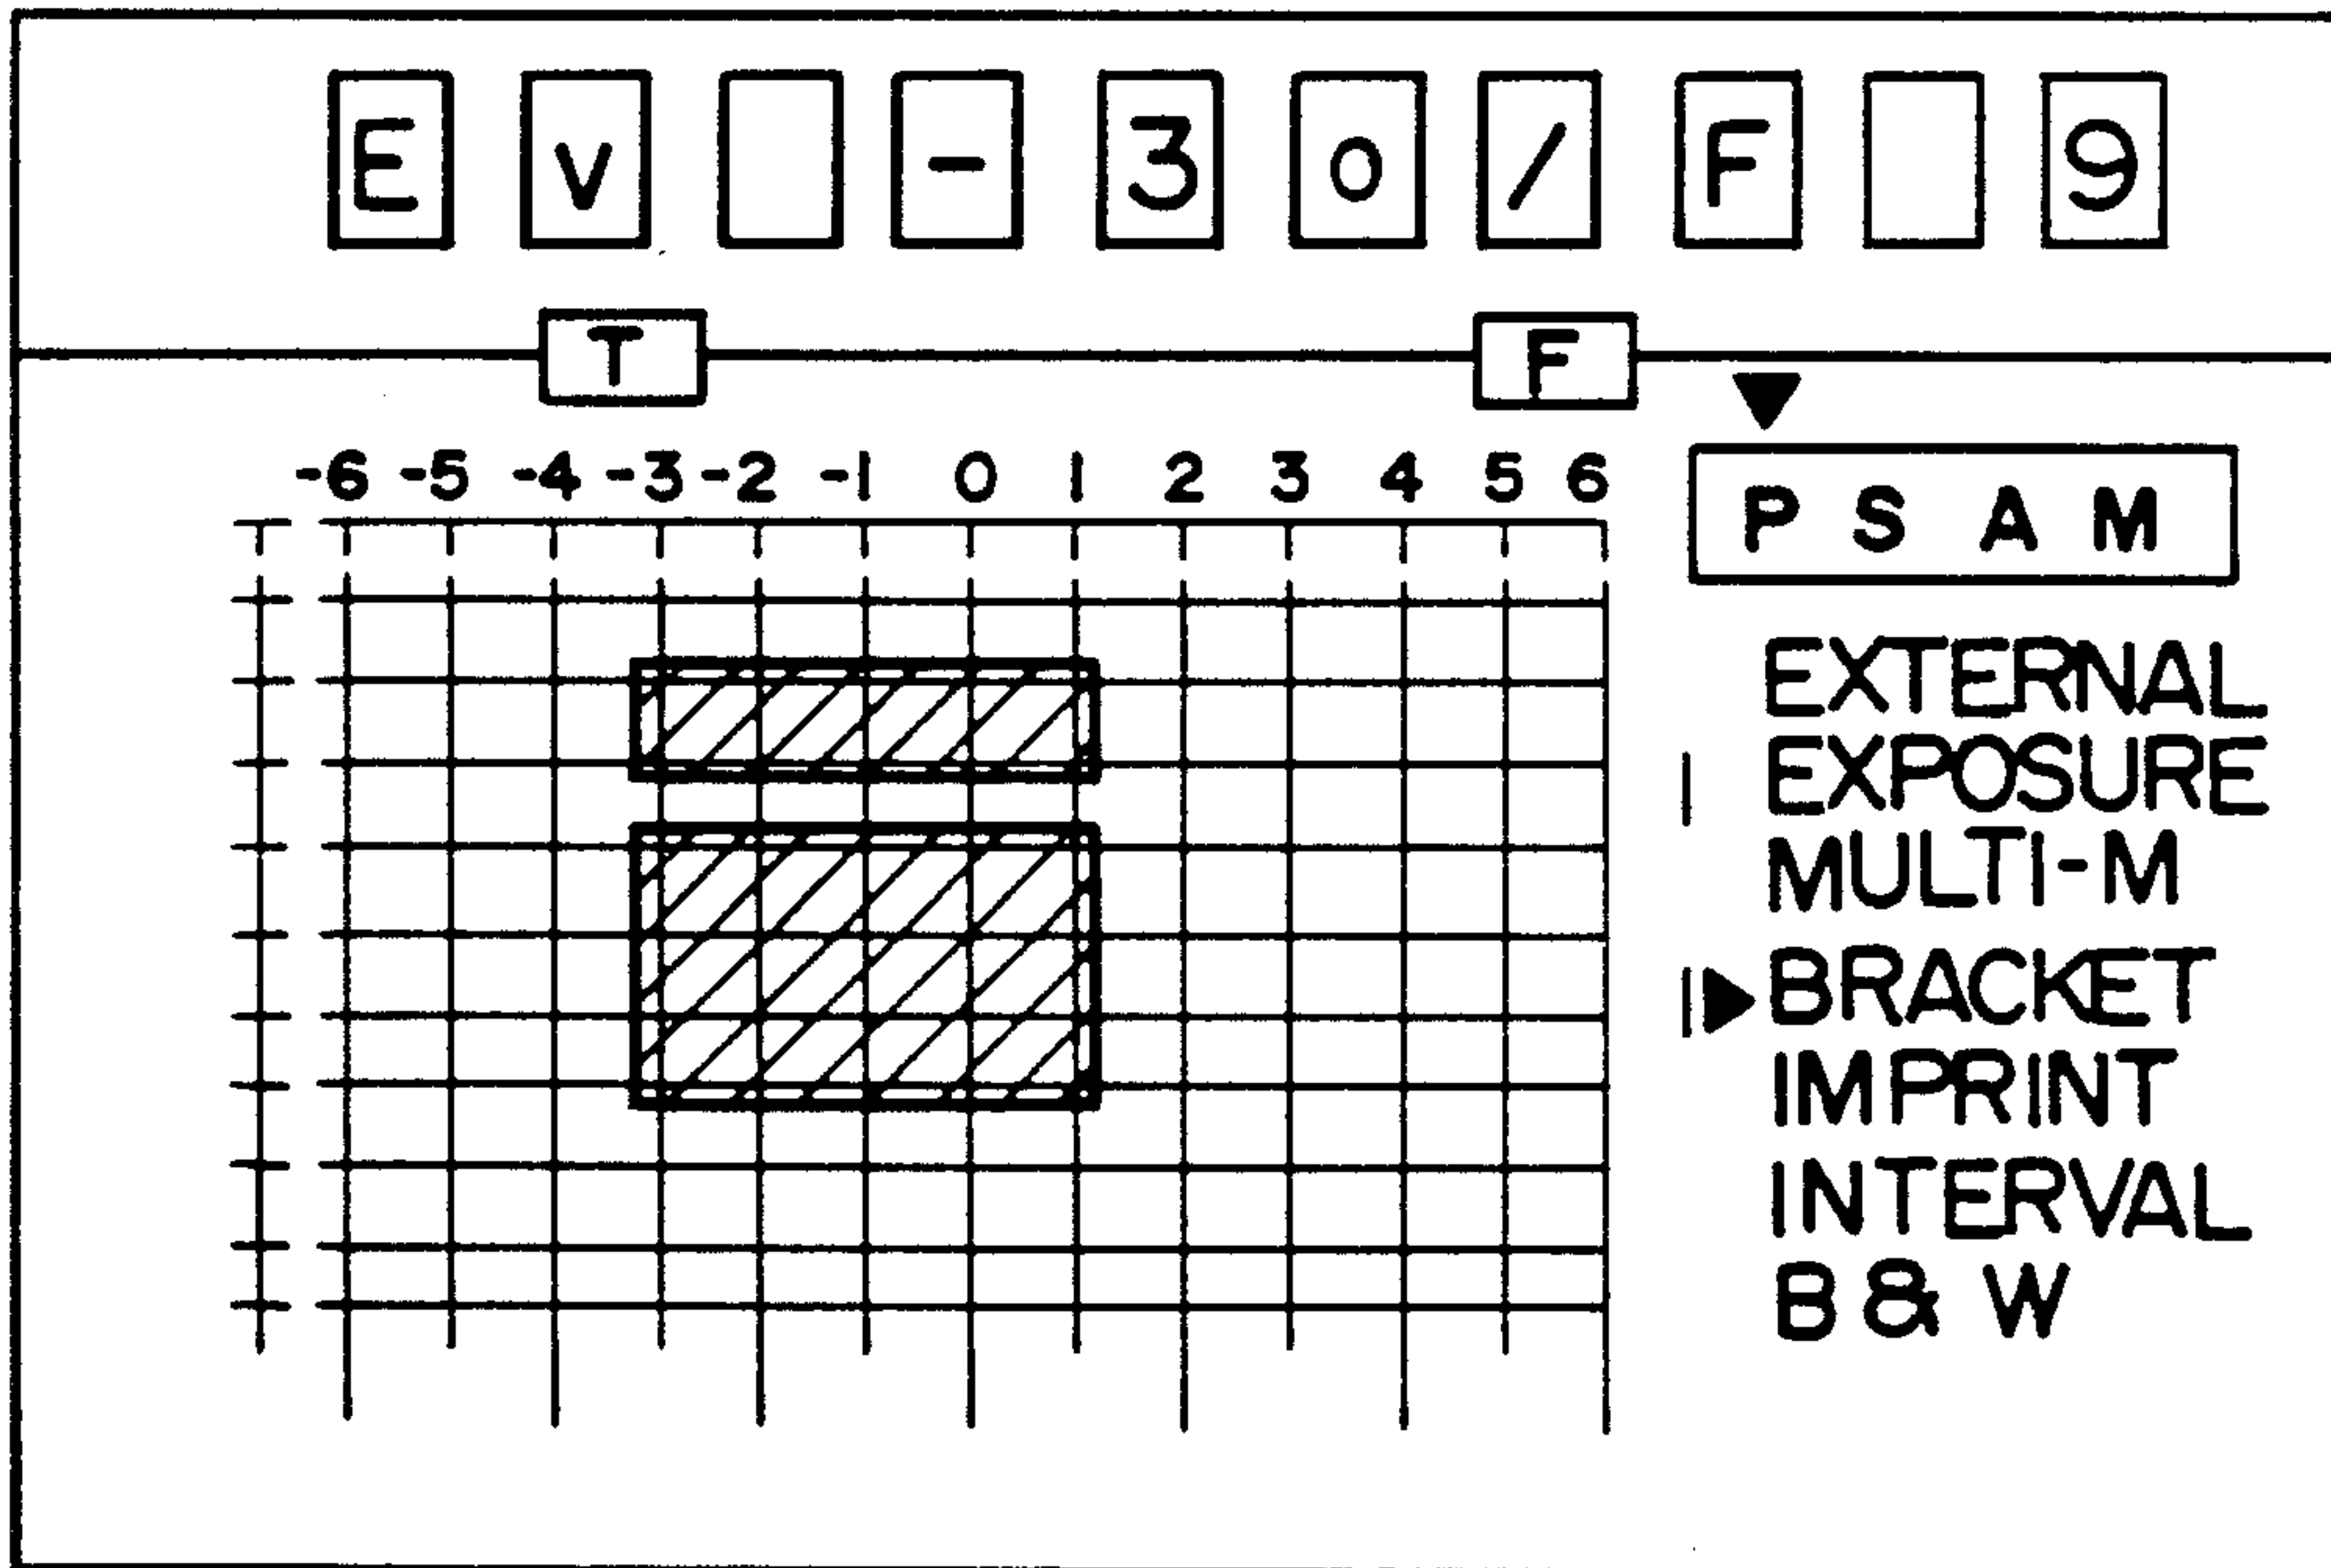 E v - 3 o / F 9
T F
-6 -5 -4 -3 -2 -1 0 1 2 3 4 5 6
P S A M
EXTERNAL
EXPOSURE
MULTI-M
BRACKET
IMPRINT
INTERVAL
B & W